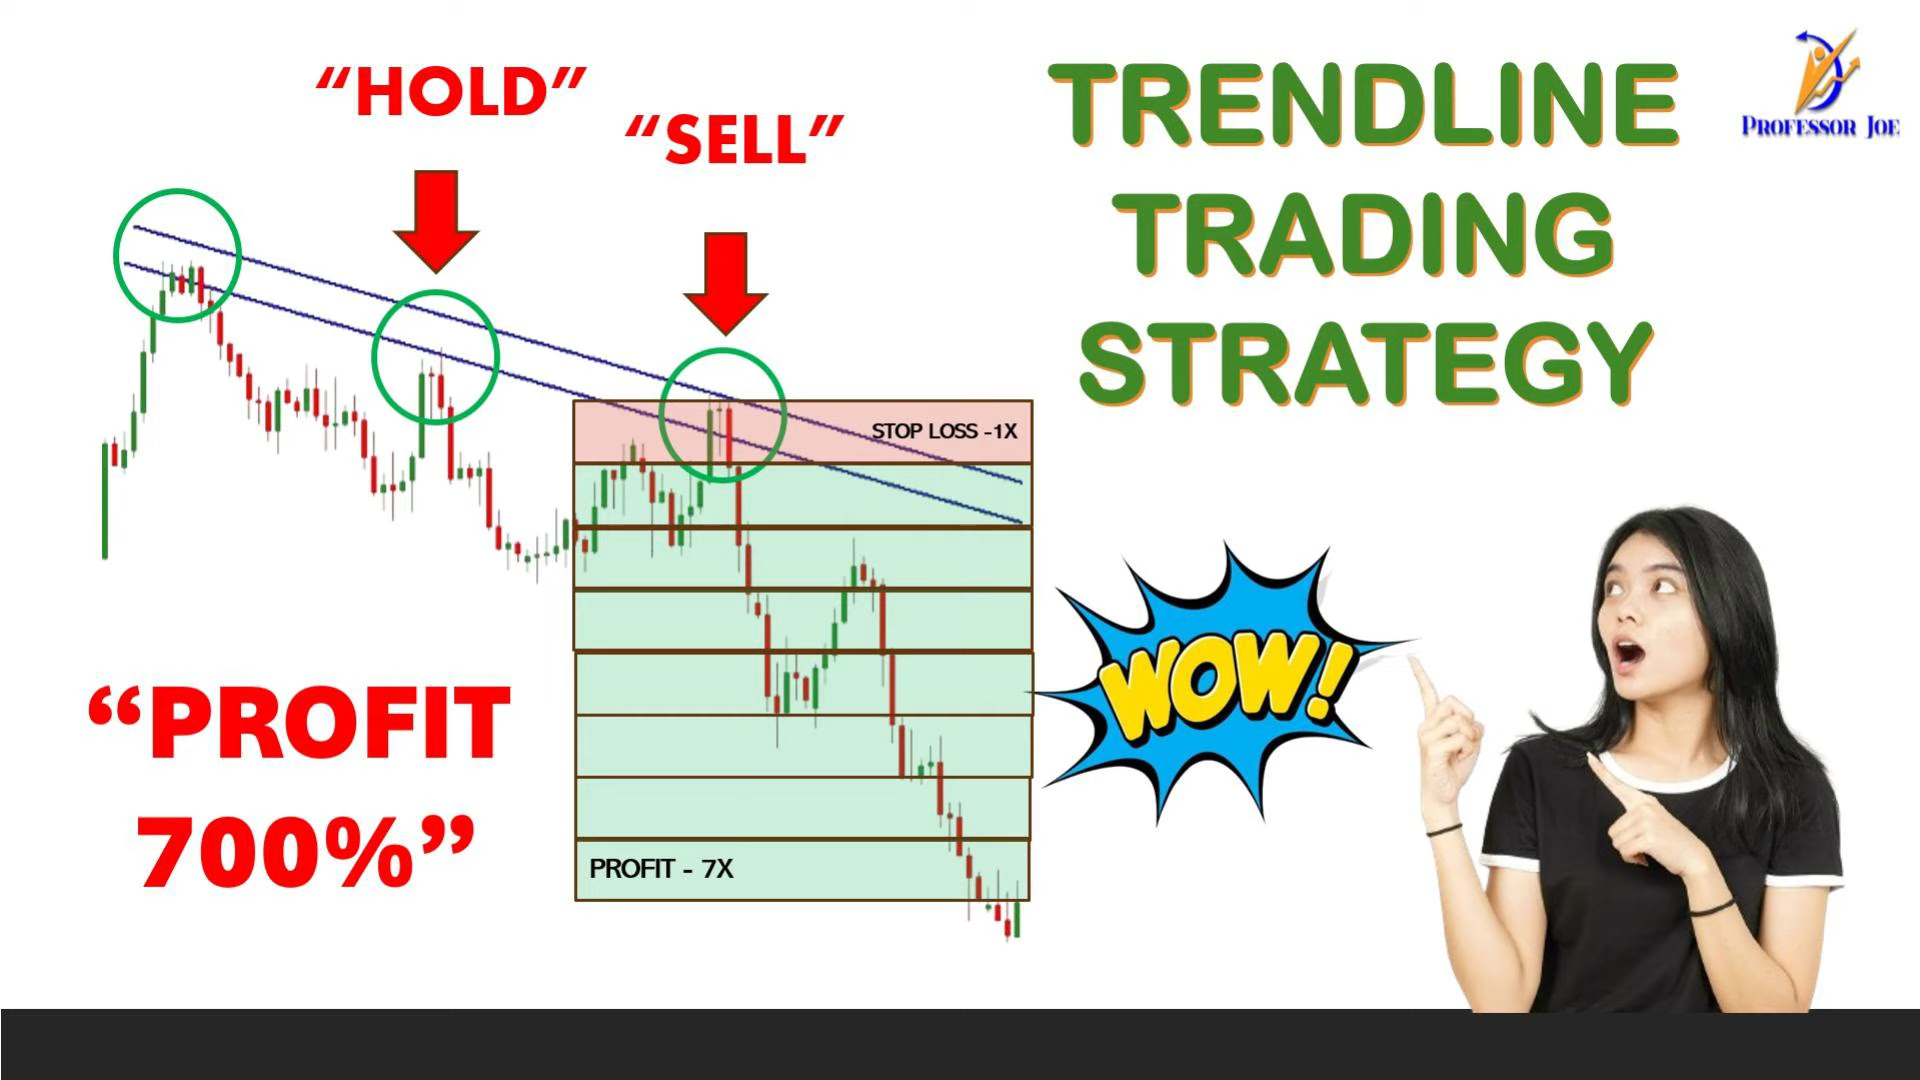 “HOLD”
“SELL”
TRENDLINE
TRADING
STRATEGY
PROFESSOR JOE
STOP LOSS -1X
WOW!
“PROFIT
700%”
PROFIT - 7X